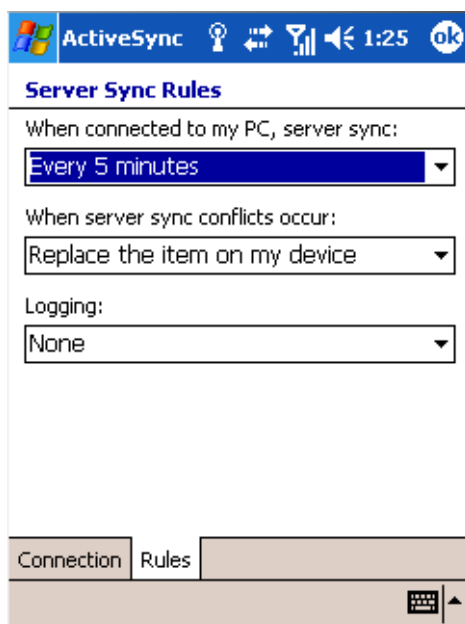 ActiveSync 1:25 ok
Server Sync Rules
When connected to my PC, server sync:
Every 5 minutes
When server sync conflicts occur:
Replace the item on my device
Logging:
None
Connection Rules